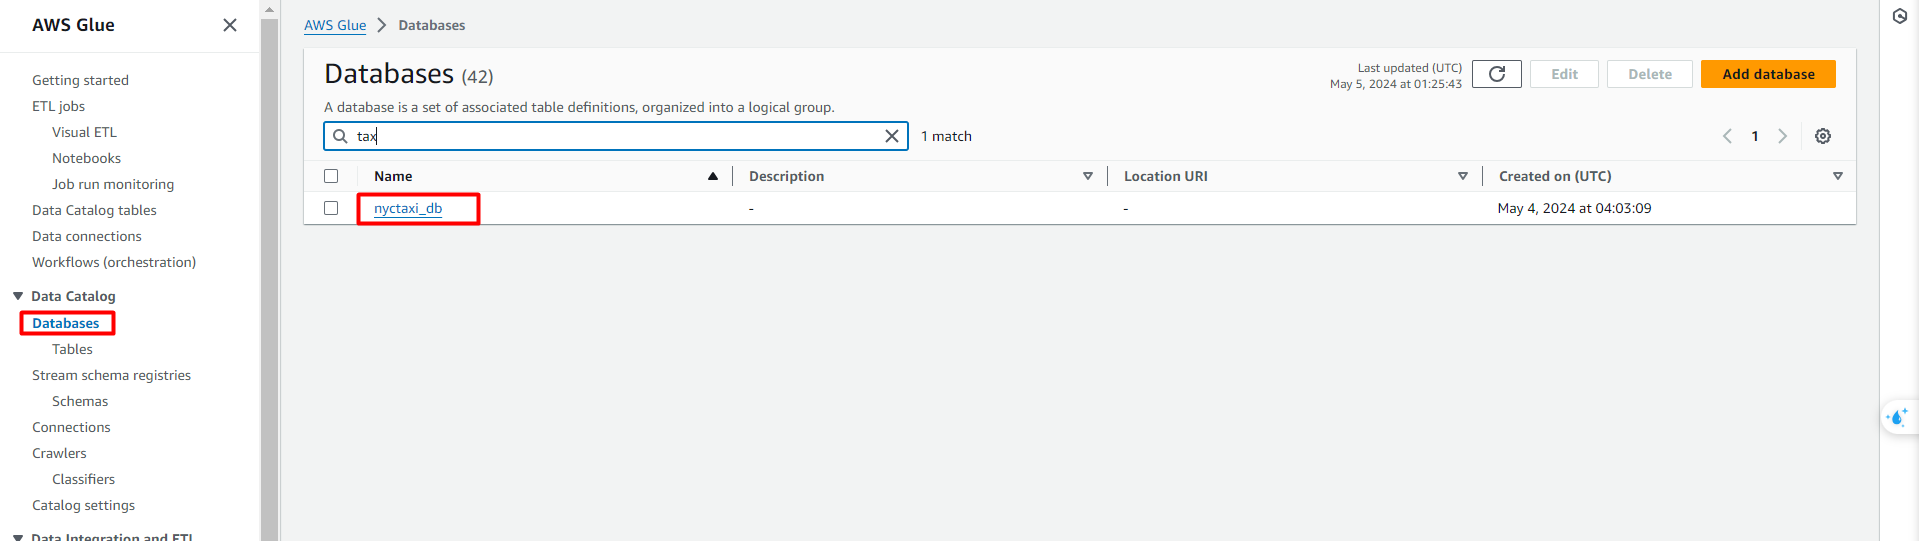 AWS Glue
Getting started
ETL jobs
Visual ETL
Notebooks
Job run monitoring
Data Catalog tables
Data connections
Workflows (orchestration)
Data Catalog
Databases
Tables
Stream schema registries
Schemas
Connections
Crawlers
Classifiers
Catalog settings
Data Integration and ETL
AWS Glue > Databases
Databases (42)
Last updated (UTC)
May 5, 2024 at 01:25:43
Edit
Delete
Add database
A database is a set of associated table definitions, organized into a logical group.
tax
1 match
1
Name Description Location URI Created on (UTC)
nyctaxi_db - - May 4, 2024 at 04:03:09